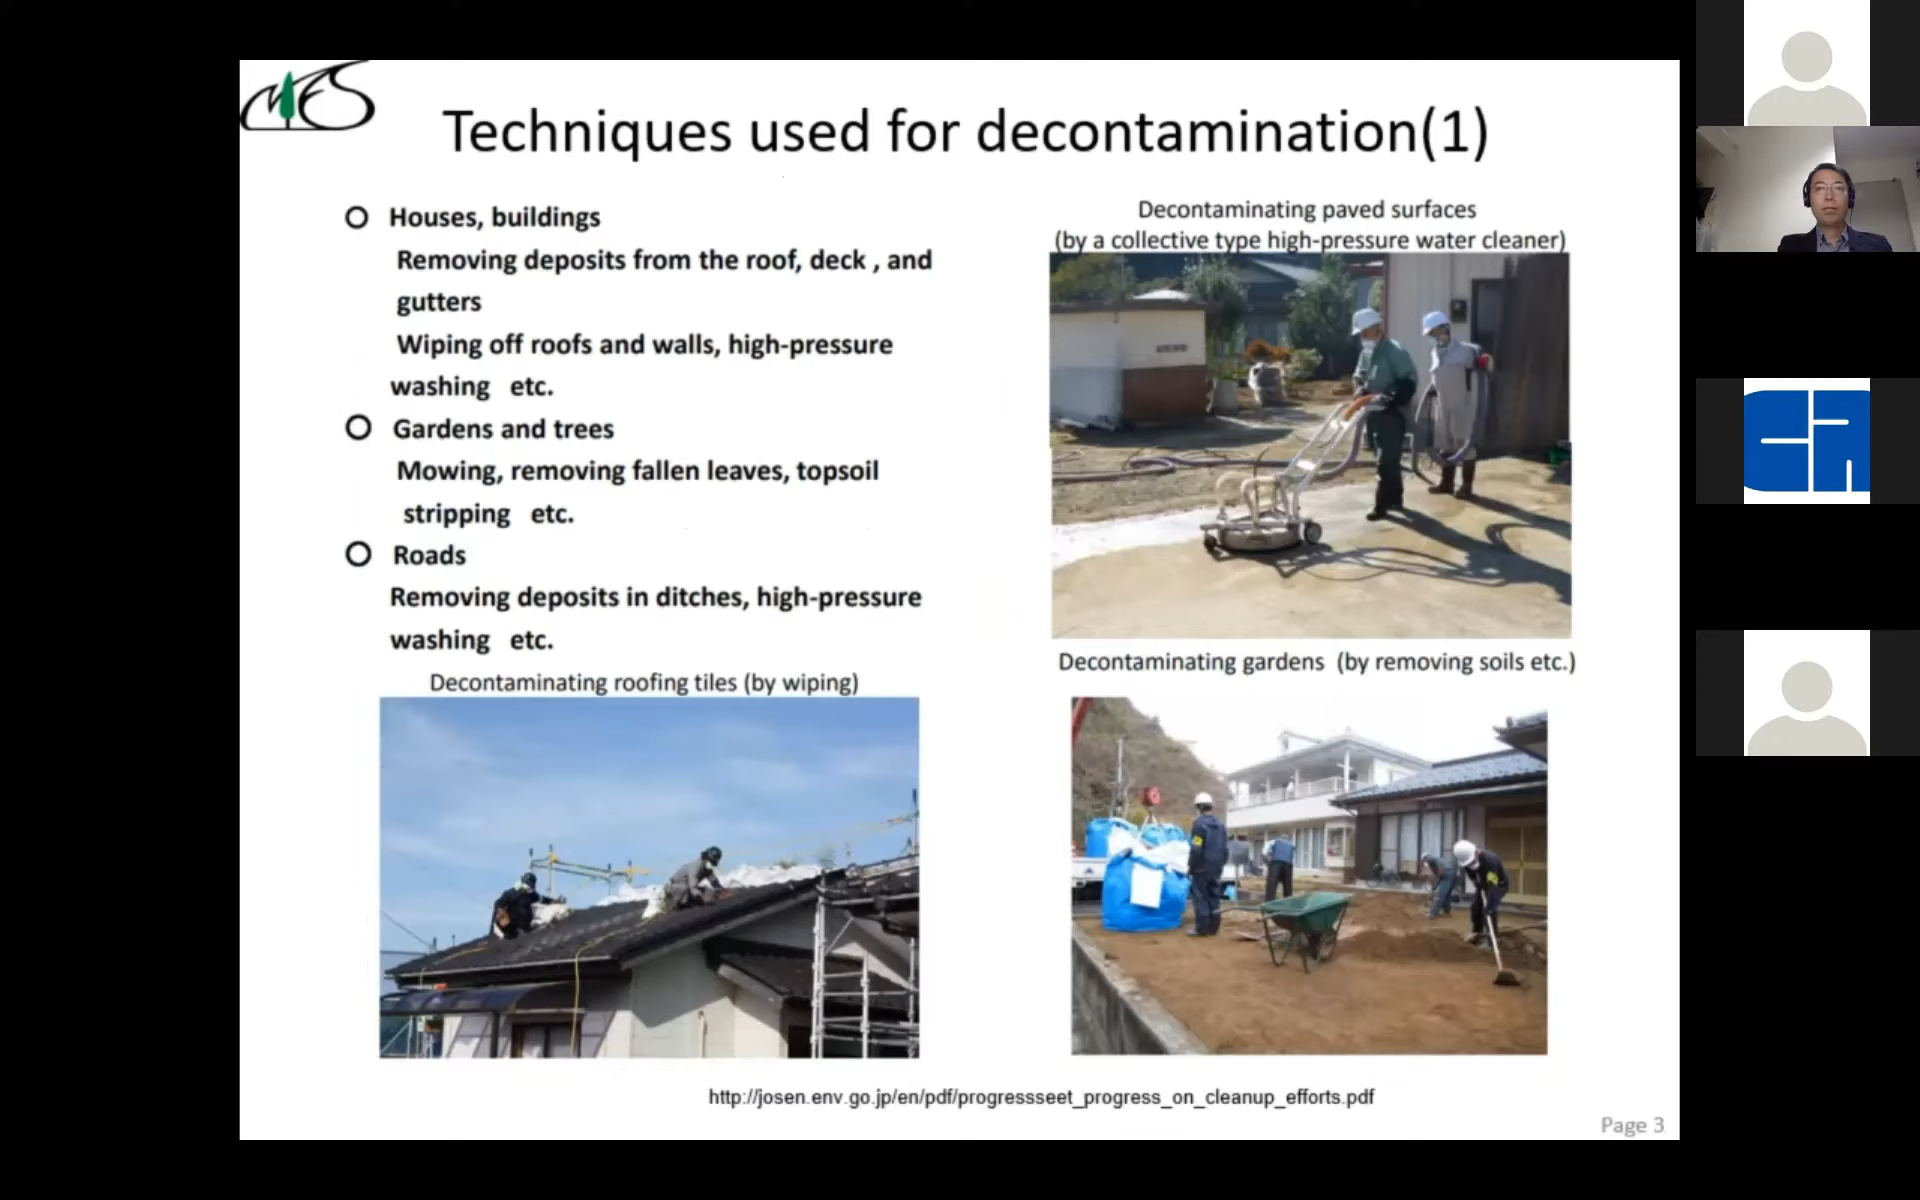 MES
Techniques used for decontamination(1)
Houses, buildings
Removing deposits from the roof, deck , and
gutters
Wiping off roofs and walls, high-pressure
washing etc.
Gardens and trees
Mowing, removing fallen leaves, topsoil
stripping etc.
Roads
Removing deposits in ditches, high-pressure
washing etc.
Decontaminating roofing tiles (by wiping)
Decontaminating paved surfaces
(by a collective type high-pressure water cleaner)
Decontaminating gardens (by removing soils etc.)
http://josen.env.go.jp/en/pdf/progressseet_progress_on_cleanup_efforts.pdf
Page 3